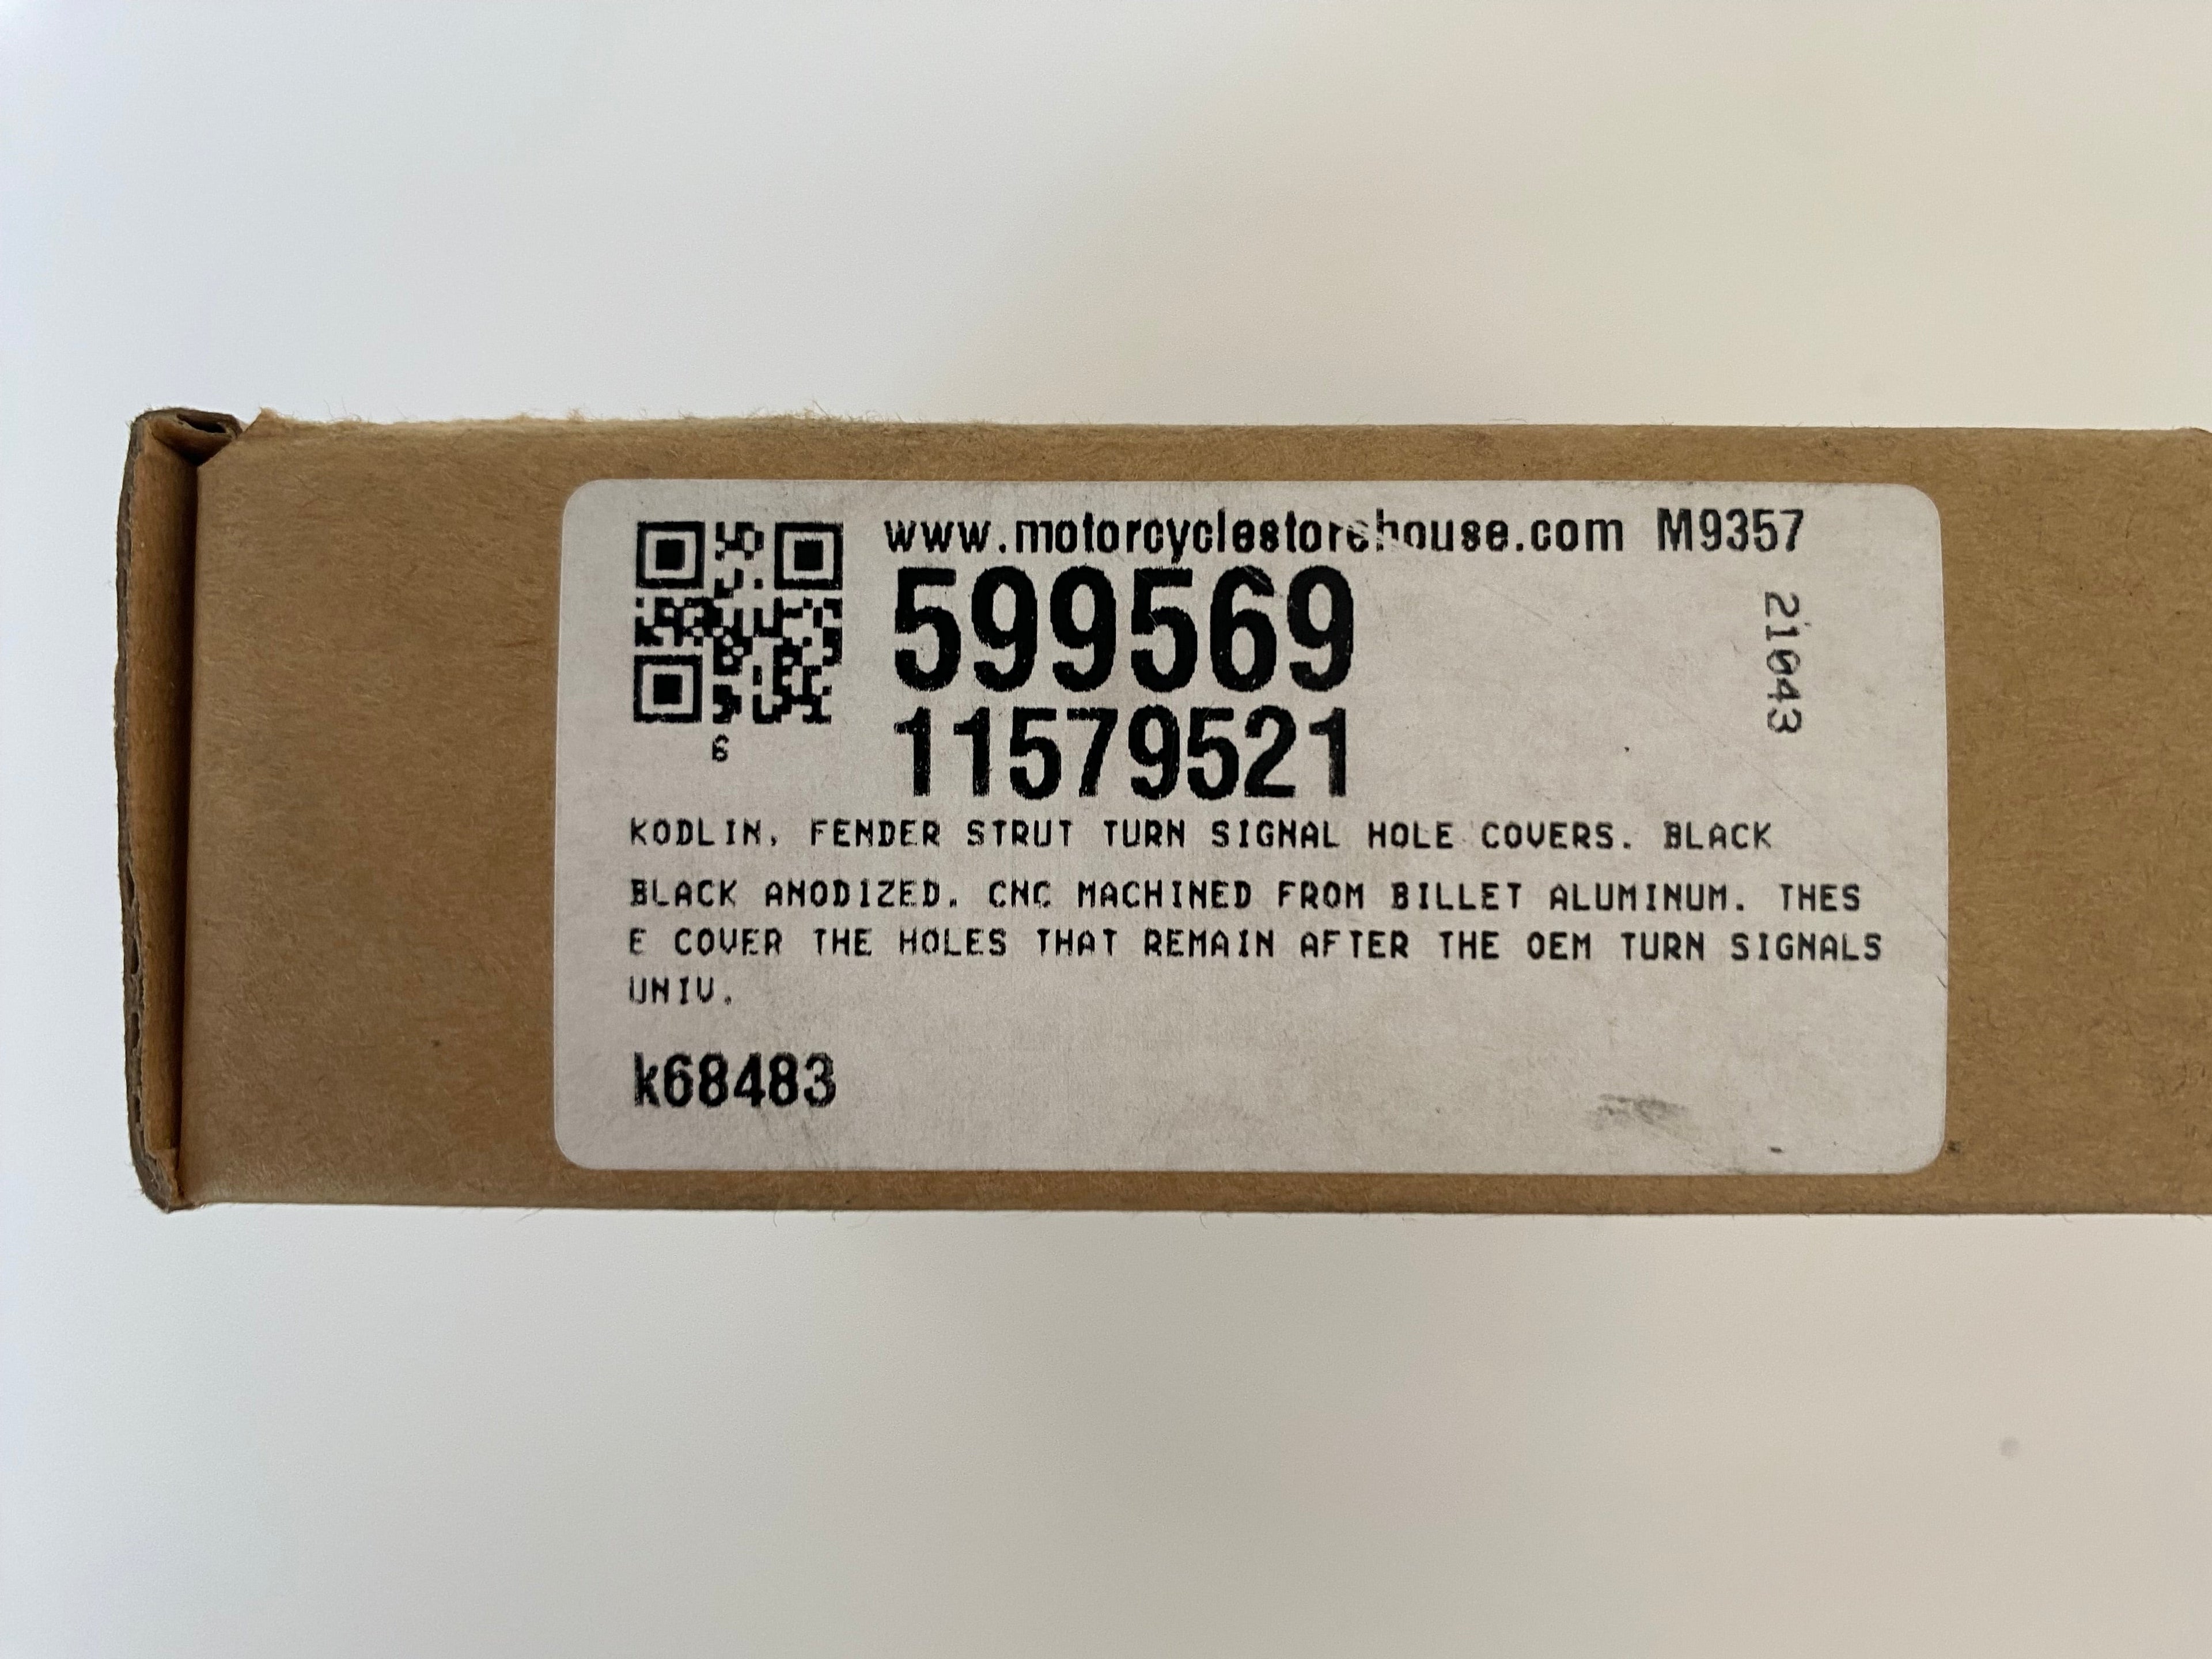 www.motorcyclestorehouse.com M9357
599569
21043
11579521
6
KODLIN, FENDER STRUT TURN SIGNAL HOLE COVERS. BLACK
BLACK ANODIZED. CNC MACHINED FROM BILLET ALUMINUM. THES
E COVER THE HOLES THAT REMAIN AFTER THE OEM TURN SIGNALS
UNIV.
k68483